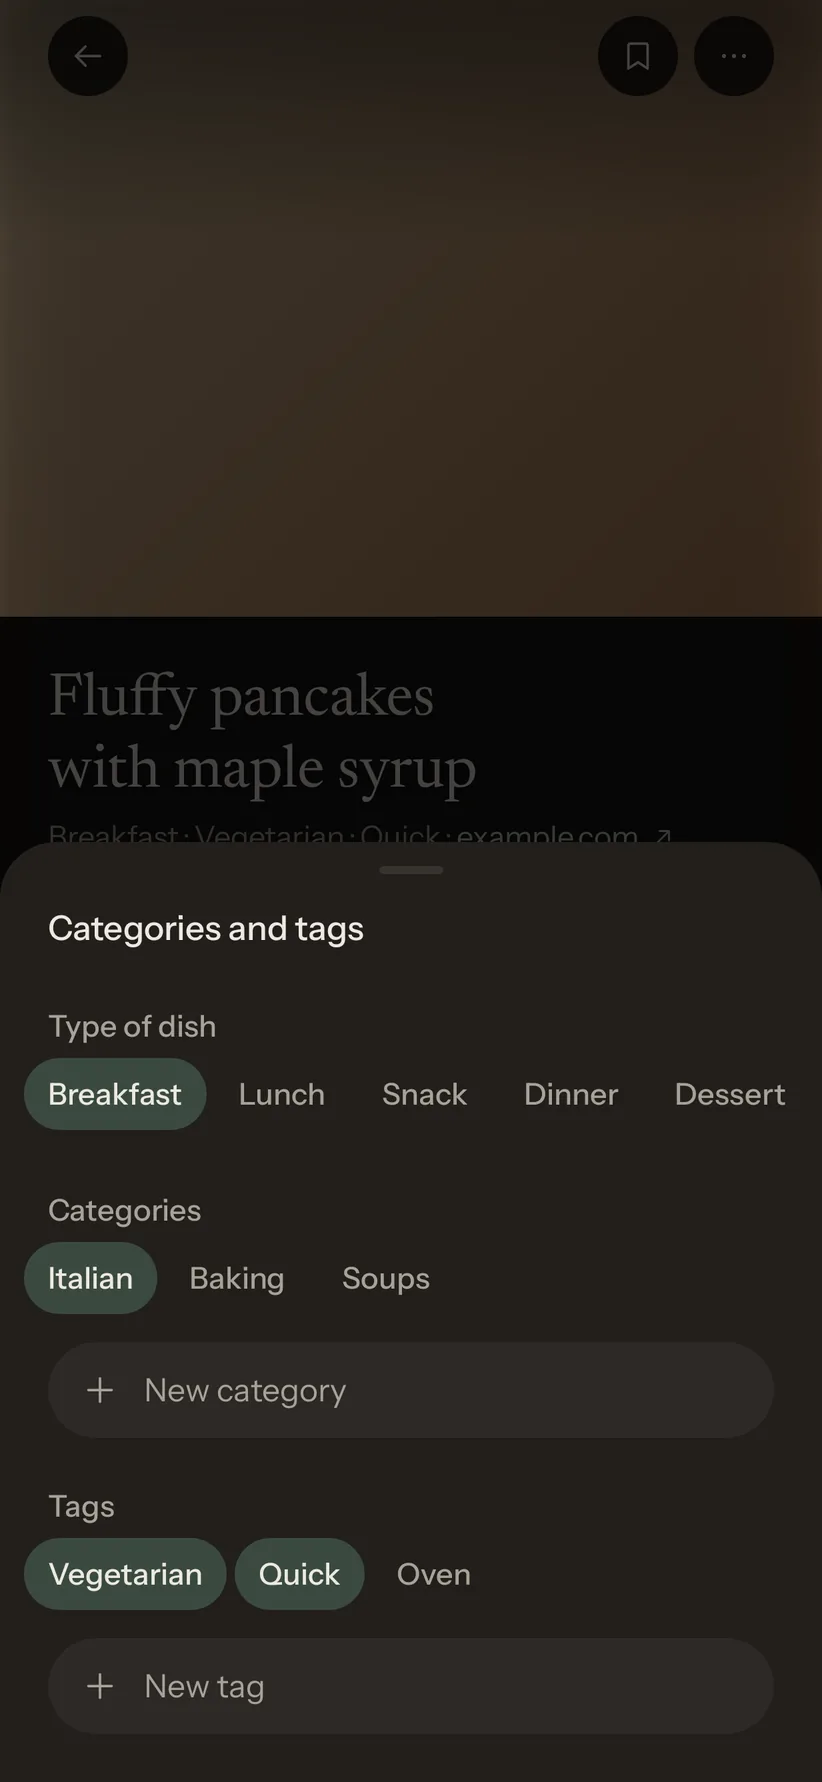 Fluffy pancakes
with maple syrup
Breakfast · Vegetarian · Quick · example.com ↗
Categories and tags
Type of dish
Breakfast Lunch Snack Dinner Dessert
Categories
Italian Baking Soups
+ New category
Tags
Vegetarian Quick Oven
+ New tag